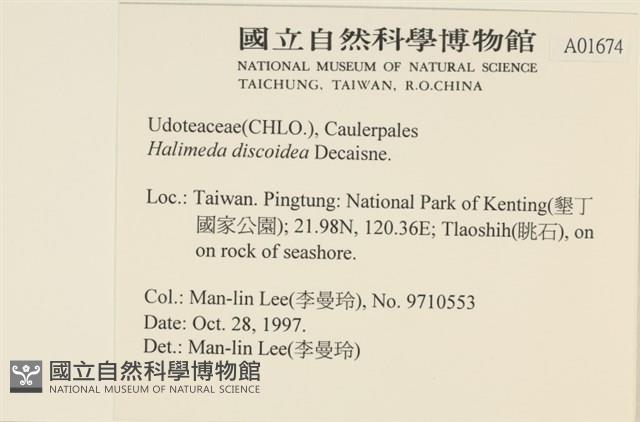 國立自然科學博物館
A01674
NATIONAL MUSEUM OF NATURAL SCIENCE
TAICHUNG, TAIWAN, R.O.CHINA
Udoteaceae(CHLO.), Caulerpales
Halimeda discoidea Decaisne.
Loc.: Taiwan. Pingtung: National Park of Kenting(墾丁
國家公園); 21.98N, 120.36E; Tlaoshih(眺石), on
on rock of seashore.
Col.: Man-lin Lee(李曼玲), No. 9710553
Date: Oct. 28, 1997.
Det.: Man-lin Lee(李曼玲)
國立自然科學博物館
NATIONAL MUSEUM OF NATURAL SCIENCE